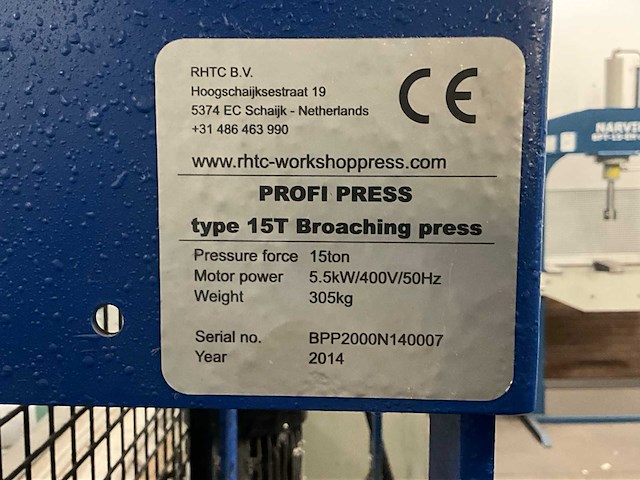 RHTC B.V.
Hoogschaijksestraat 19
5374 EC Schaijk - Netherlands
+31 486 463 990
CE
www.rhtc-workshoppress.com
PROFI PRESS
type 15T Broaching press
Pressure force 15ton
Motor power 5.5kW/400V/50Hz
Weight 305kg
Serial no. BPP2000N140007
Year 2014